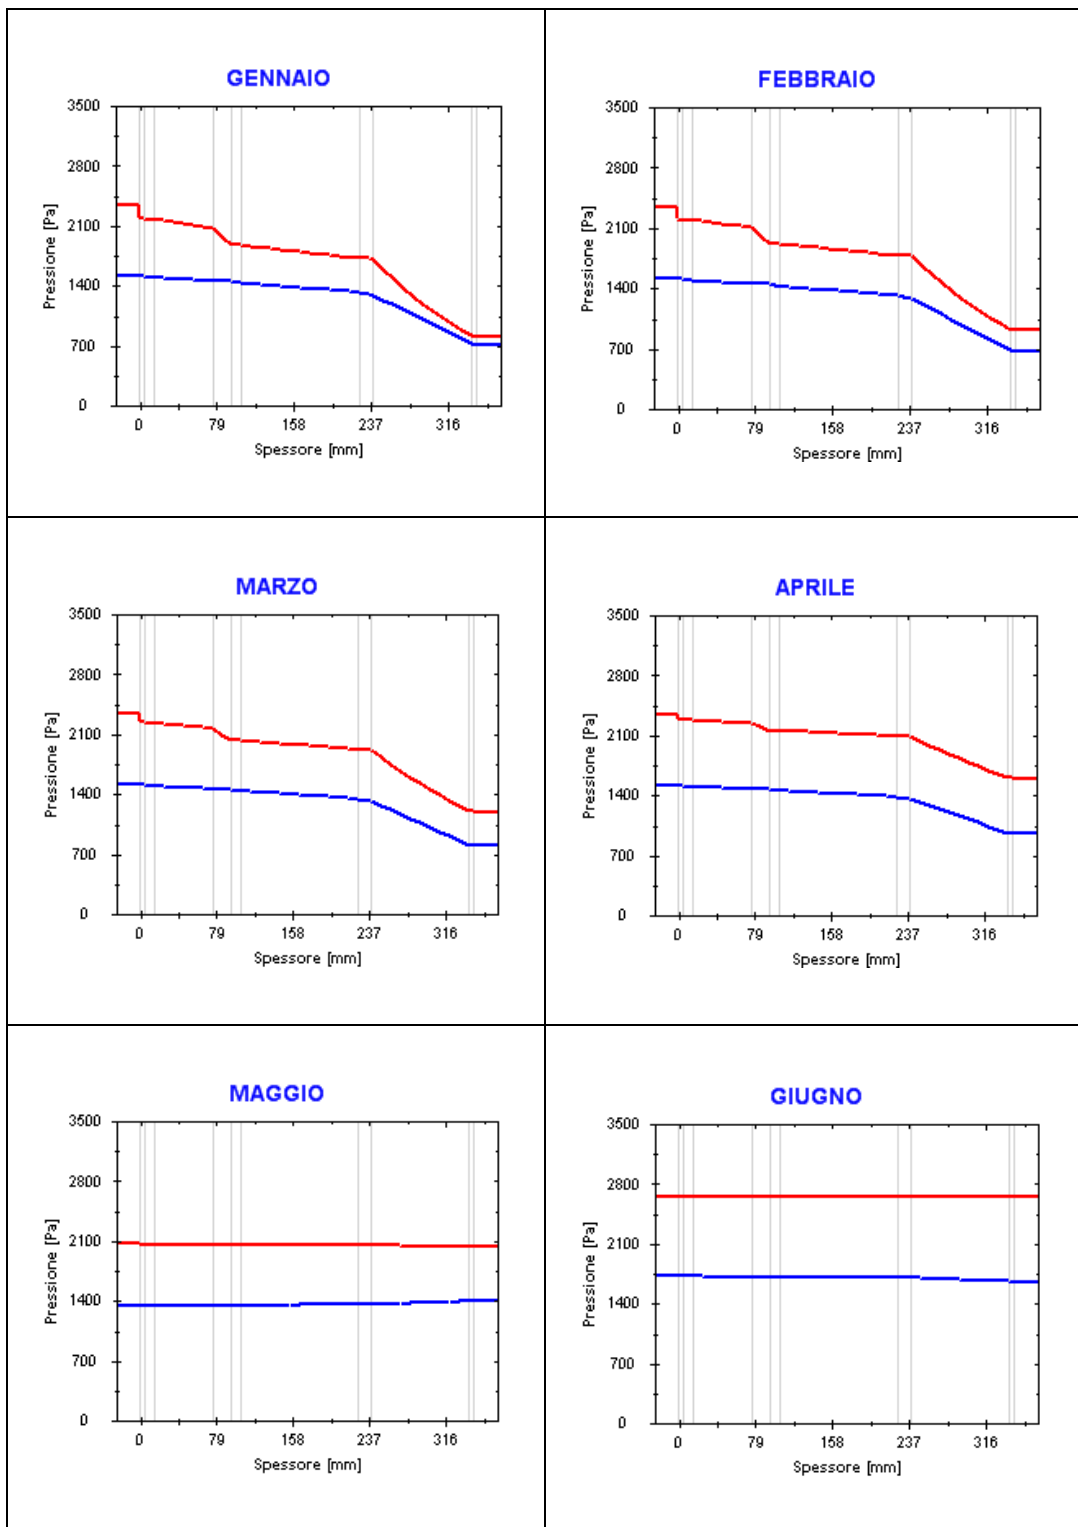 GENNAIO
3500
2800
2100
1400
700
0
Pressione [Pa]
0 79 158 237 316
Spessore [mm]
FEBBRAIO
3500
2800
2100
1400
700
0
Pressione [Pa]
0 79 158 237 316
Spessore [mm]
MARZO
3500
2800
2100
1400
700
0
Pressione [Pa]
0 79 158 237 316
Spessore [mm]
APRILE
3500
2800
2100
1400
700
0
Pressione [Pa]
0 79 158 237 316
Spessore [mm]
MAGGIO
3500
2800
2100
1400
700
0
Pressione [Pa]
0 79 158 237 316
Spessore [mm]
GIUGNO
3500
2800
2100
1400
700
0
Pressione [Pa]
0 79 158 237 316
Spessore [mm]